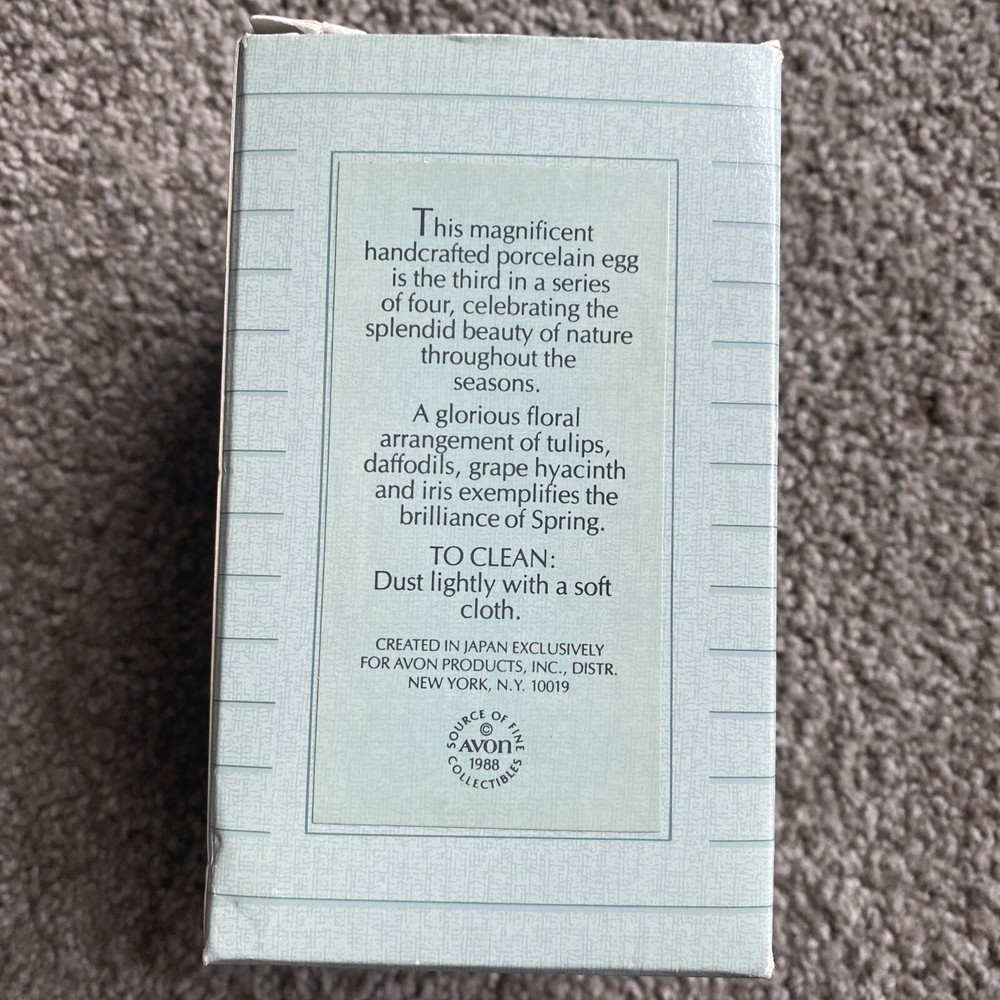 This magnificent
handcrafted porcelain egg
is the third in a series
of four, celebrating the
splendid beauty of nature
throughout the
seasons.
A glorious floral
arrangement of tulips,
daffodils, grape hyacinth
and iris exemplifies the
brilliance of Spring.
TO CLEAN:
Dust lightly with a soft
cloth.
CREATED IN JAPAN EXCLUSIVELY
FOR AVON PRODUCTS, INC., DISTR.
NEW YORK, N.Y. 10019
SOURCE OF FINE
©
AVON
1988
COLLECTIBLES